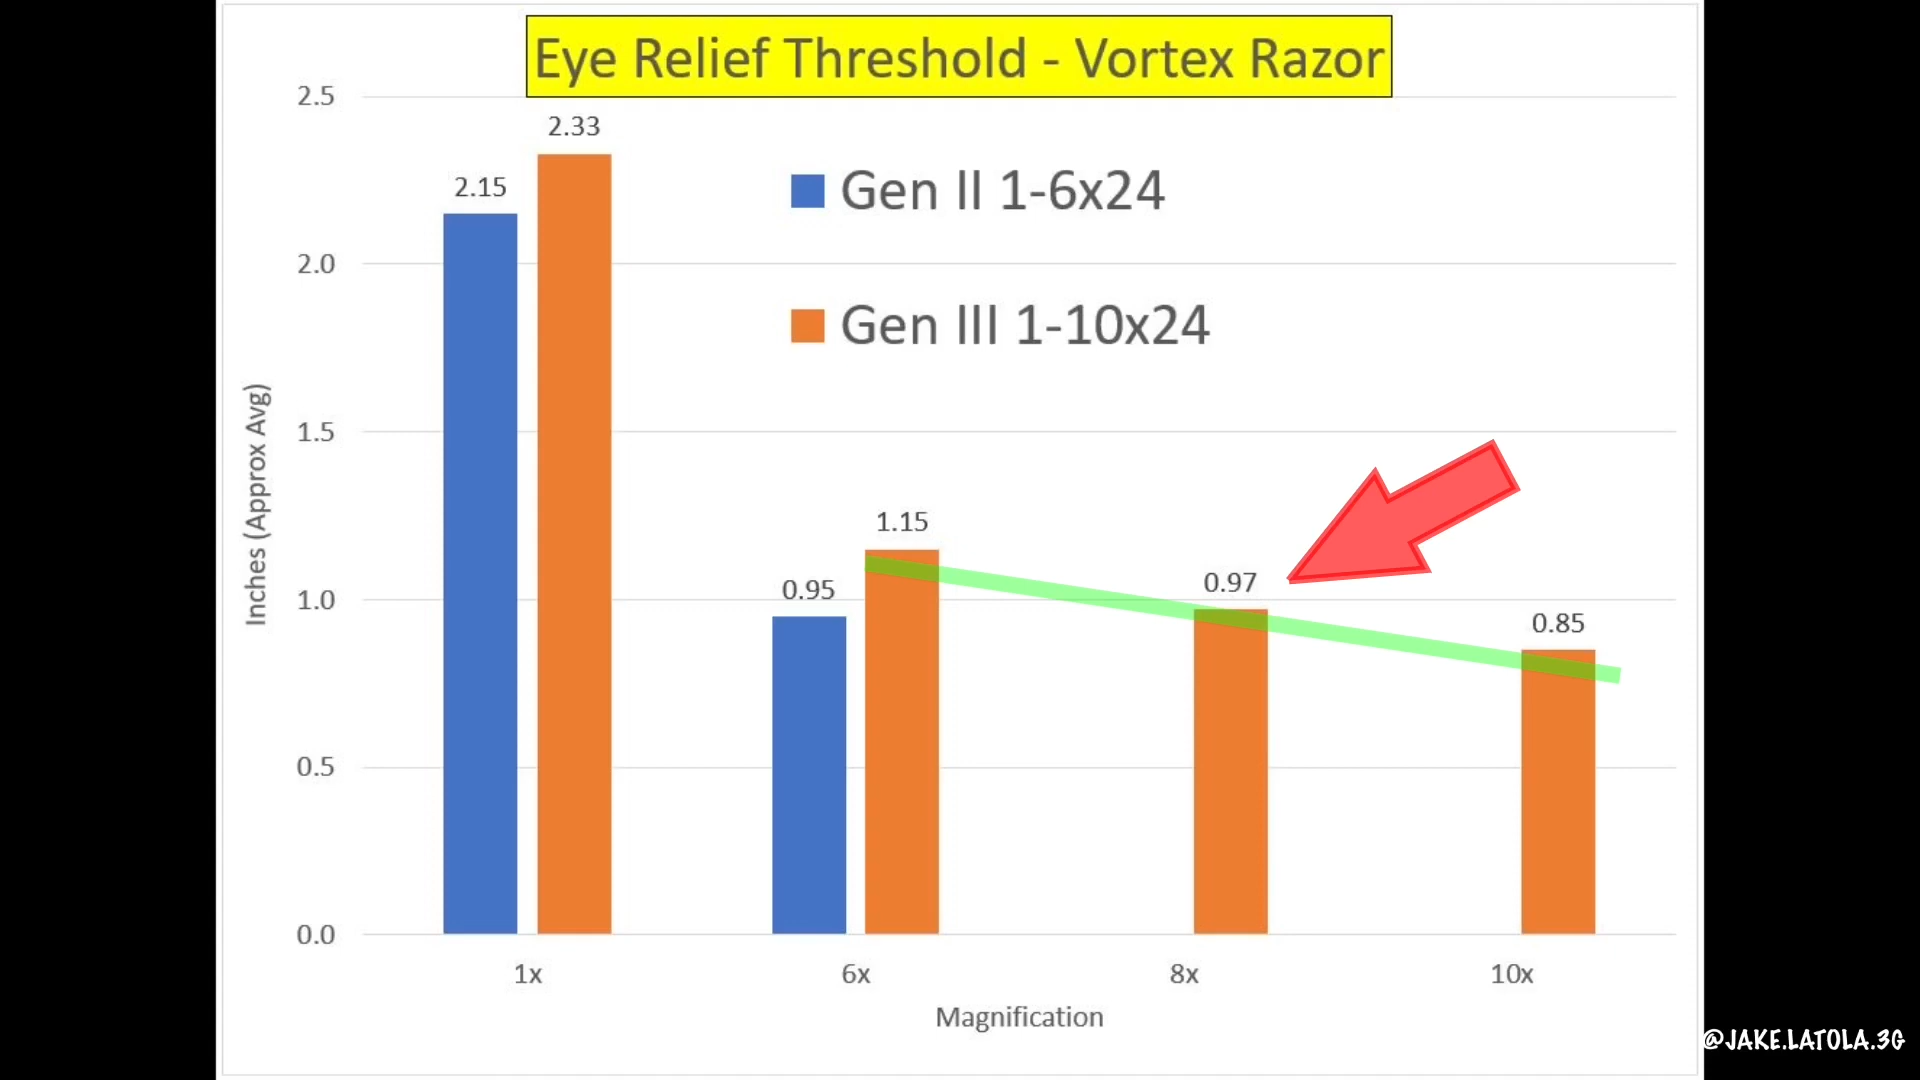 Eye Relief Threshold - Vortex Razor
2.5
2.33
2.15
Gen II 1-6x24
2.0
Gen III 1-10x24
Inches (Approx Avg)
1.5
1.15
0.95
0.97
1.0
0.85
0.5
0.0
1x
6x
8x
10x
Magnification
@JAKE.LATOLA.3G